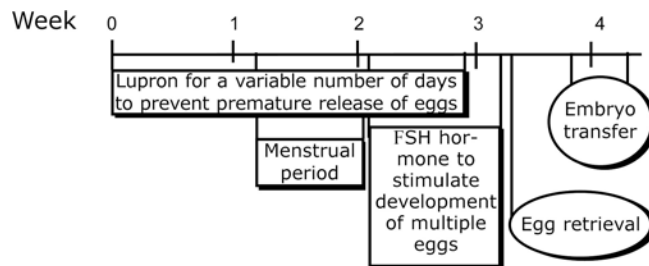 Week 0 1 2 3 4
Lupron for a variable number of days
to prevent premature release of eggs
Menstrual
period
FSH hor-
mone to
stimulate
development
of multiple
eggs
Embryo
transfer
Egg retrieval